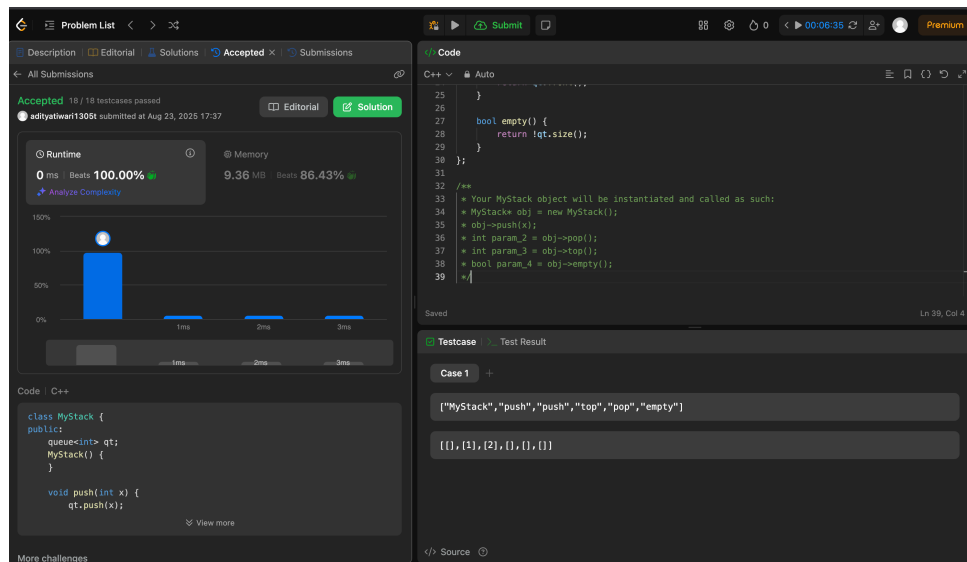 Problem List
Submit
0
00:06:35
Premium
Description | Editorial | Solutions | Accepted × | Submissions
← All Submissions
Accepted 18 / 18 testcases passed
adityatiwari1305t submitted at Aug 23, 2025 17:37
Editorial
Solution
Runtime
0 ms | Beats 100.00%
Analyze Complexity
Memory
9.36 MB | Beats 86.43%
150%
100%
50%
0%
1ms 2ms 3ms
1ms 2ms 3ms
Code | C++
class MyStack {
public:
queue<int> qt;
MyStack() {
}
void push(int x) {
qt.push(x);
View more
More challenges
</> Code
C++ Auto
25 }
26
27 bool empty() {
28 return !qt.size();
29 }
30 };
31
32 /**
33 * Your MyStack object will be instantiated and called as such:
34 * MyStack* obj = new MyStack();
35 * obj->push(x);
36 * int param_2 = obj->pop();
37 * int param_3 = obj->top();
38 * bool param_4 = obj->empty();
39 */
Saved
Ln 39, Col 4
Testcase | >_ Test Result
Case 1 +
["MyStack","push","push","top","pop","empty"]
[[],[1],[2],[],[],[]]
</> Source